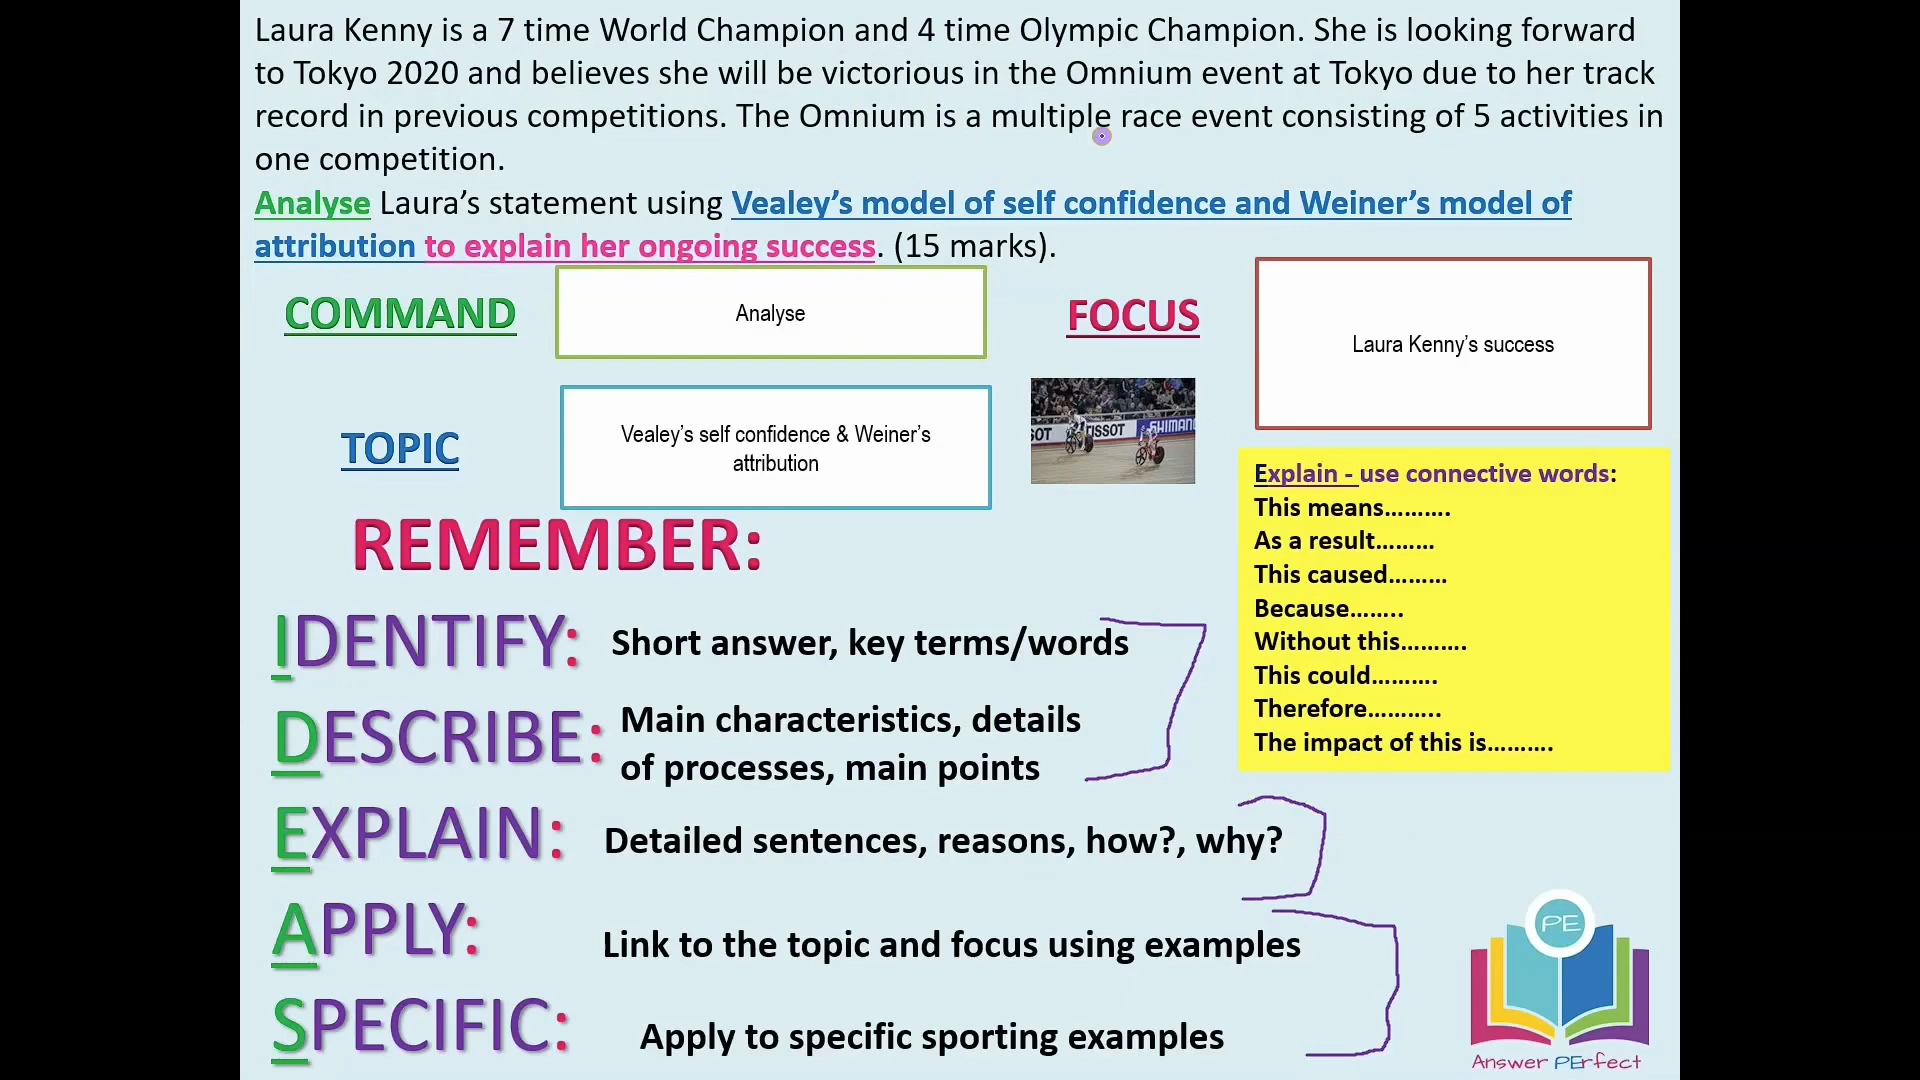 Laura Kenny is a 7 time World Champion and 4 time Olympic Champion. She is looking forward
to Tokyo 2020 and believes she will be victorious in the Omnium event at Tokyo due to her track
record in previous competitions. The Omnium is a multiple race event consisting of 5 activities in
one competition.
Analyse Laura’s statement using Vealey’s model of self confidence and Weiner’s model of
attribution to explain her ongoing success. (15 marks).
COMMAND
Analyse
FOCUS
Laura Kenny’s success
TOPIC
Vealey’s self confidence & Weiner’s
attribution
SOT
TISSOT
SHIMANO
REMEMBER:
IDENTIFY: Short answer, key terms/words
DESCRIBE: Main characteristics, details
of processes, main points
EXPLAIN: Detailed sentences, reasons, how?, why?
APPLY: Link to the topic and focus using examples
SPECIFIC: Apply to specific sporting examples
Explain - use connective words:
This means……….
As a result………
This caused………
Because……..
Without this……….
This could……….
Therefore………..
The impact of this is……….
PE
Answer PErfect